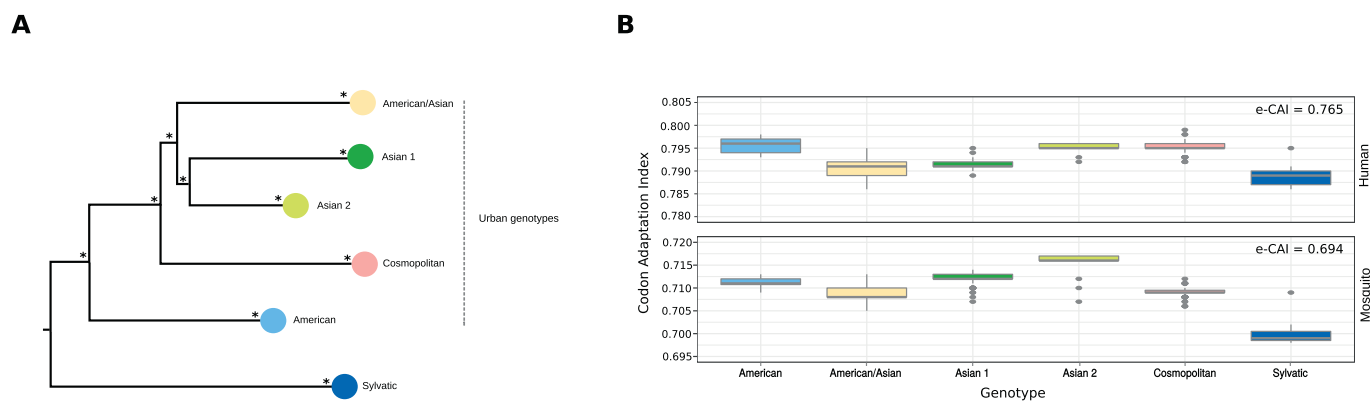 A
*
American/Asian
*
*
Asian 1
*
*
Asian 2
*
Urban genotypes
*
*
Cosmopolitan
*
American
*
Sylvatic
B
Codon Adaptation Index
0.805
0.800
0.795
0.790
0.785
0.780
e-CAI = 0.765
Human
0.720
0.715
0.710
0.705
0.700
0.695
e-CAI = 0.694
Mosquito
American
American/Asian
Asian 1
Asian 2
Cosmopolitan
Sylvatic
Genotype